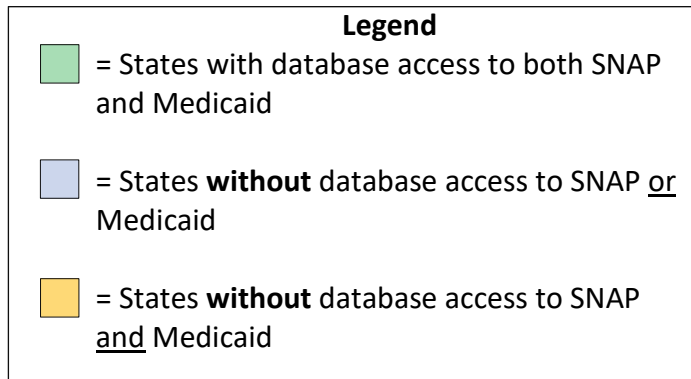 Legend
= States with database access to both SNAP
and Medicaid
= States without database access to SNAP or
Medicaid
= States without database access to SNAP
and Medicaid